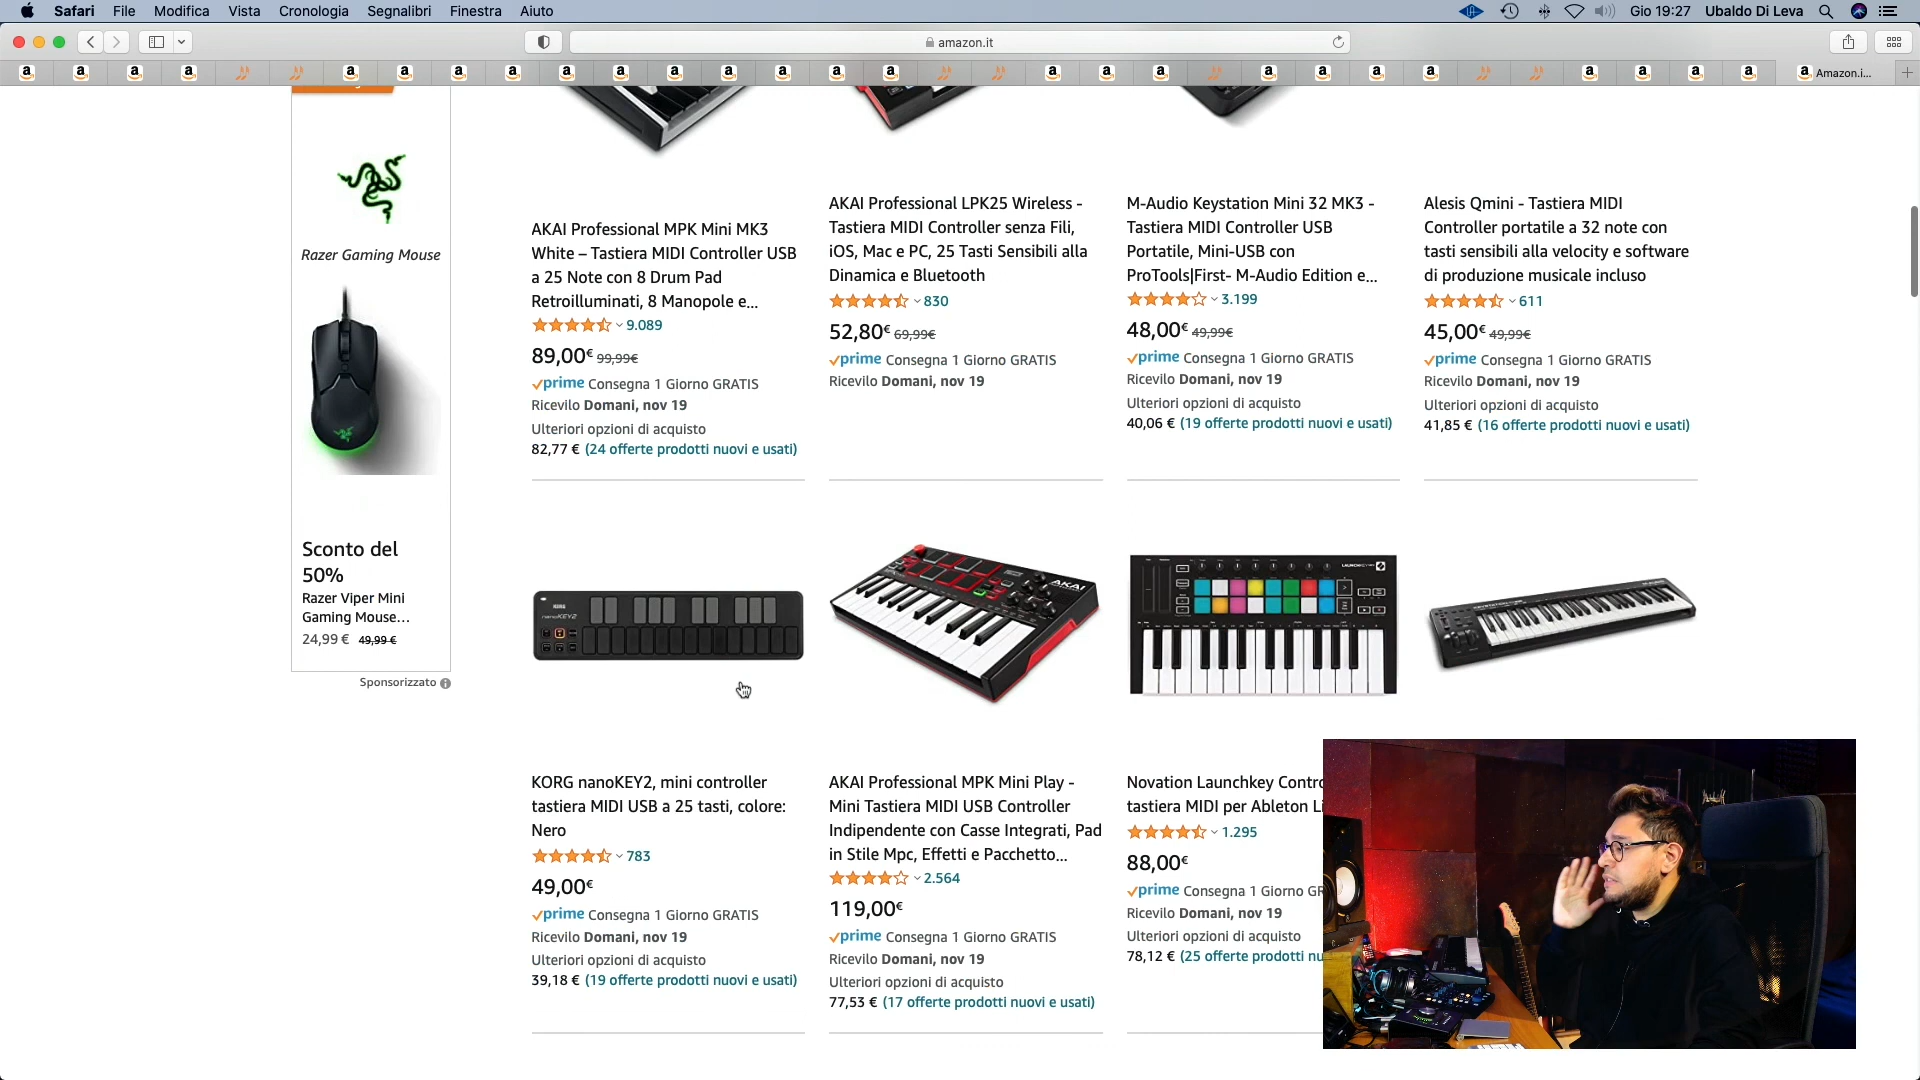 Safari File Modifica Vista Cronologia Segnalibri Finestra Aiuto
Gio 19:27 Ubaldo Di Leva
amazon.it
Amazon.i...
Razer Gaming Mouse
Sconto del
50%
Razer Viper Mini
Gaming Mouse...
24,99 € 49,99 €
Sponsorizzato
AKAI Professional MPK Mini MK3
White – Tastiera MIDI Controller USB
a 25 Note con 8 Drum Pad
Retroilluminati, 8 Manopole e...
9.089
89,00€ 99,99€
prime Consegna 1 Giorno GRATIS
Ricevilo Domani, nov 19
Ulteriori opzioni di acquisto
82,77 € (24 offerte prodotti nuovi e usati)
AKAI Professional LPK25 Wireless -
Tastiera MIDI Controller senza Fili,
iOS, Mac e PC, 25 Tasti Sensibili alla
Dinamica e Bluetooth
830
52,80€ 69,99€
prime Consegna 1 Giorno GRATIS
Ricevilo Domani, nov 19
M-Audio Keystation Mini 32 MK3 -
Tastiera MIDI Controller USB
Portatile, Mini-USB con
ProTools|First- M-Audio Edition e...
3.199
48,00€ 49,99€
prime Consegna 1 Giorno GRATIS
Ricevilo Domani, nov 19
Ulteriori opzioni di acquisto
40,06 € (19 offerte prodotti nuovi e usati)
Alesis Qmini - Tastiera MIDI
Controller portatile a 32 note con
tasti sensibili alla velocity e software
di produzione musicale incluso
611
45,00€ 49,99€
prime Consegna 1 Giorno GRATIS
Ricevilo Domani, nov 19
Ulteriori opzioni di acquisto
41,85 € (16 offerte prodotti nuovi e usati)
KORG
nanoKEY2
AKAI
LAUNCHKEY
KORG nanoKEY2, mini controller
tastiera MIDI USB a 25 tasti, colore:
Nero
783
49,00€
prime Consegna 1 Giorno GRATIS
Ricevilo Domani, nov 19
Ulteriori opzioni di acquisto
39,18 € (19 offerte prodotti nuovi e usati)
AKAI Professional MPK Mini Play -
Mini Tastiera MIDI USB Controller
Indipendente con Casse Integrati, Pad
in Stile Mpc, Effetti e Pacchetto...
2.564
119,00€
prime Consegna 1 Giorno GRATIS
Ricevilo Domani, nov 19
Ulteriori opzioni di acquisto
77,53 € (17 offerte prodotti nuovi e usati)
Novation Launchkey Contro
tastiera MIDI per Ableton Li
1.295
88,00€
prime Consegna 1 Giorno GR
Ricevilo Domani, nov 19
Ulteriori opzioni di acquisto
78,12 € (25 offerte prodotti nu